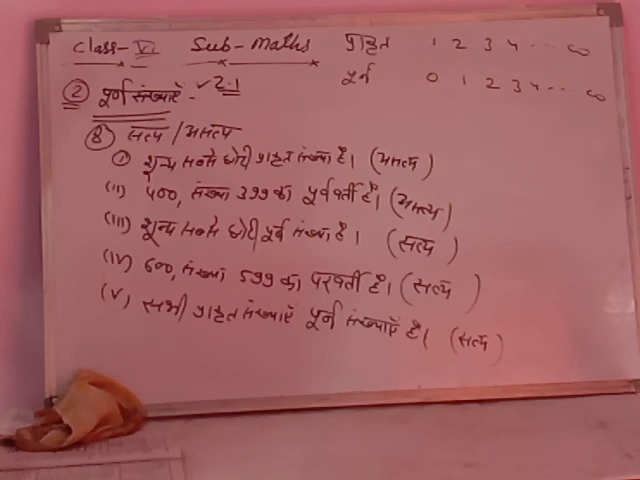 Class- VI Sub- maths
प्राकृत 1 2 3 4 ... ∞
पूर्ण 0 1 2 3 4 ... ∞
② पूर्ण संख्याएँ - √2.1
⑧ सत्य / असत्य
(i) शून्य सबसे छोटी प्राकृत संख्या है। (असत्य)
(ii) 400, संख्या 399 का पूर्ववर्ती है। (असत्य)
(iii) शून्य सबसे छोटी पूर्ण संख्या है। (सत्य)
(iv) 600, संख्या 599 का परवर्ती है। (सत्य)
(v) सभी प्राकृत संख्याएँ पूर्ण संख्याएँ है। (सत्य)